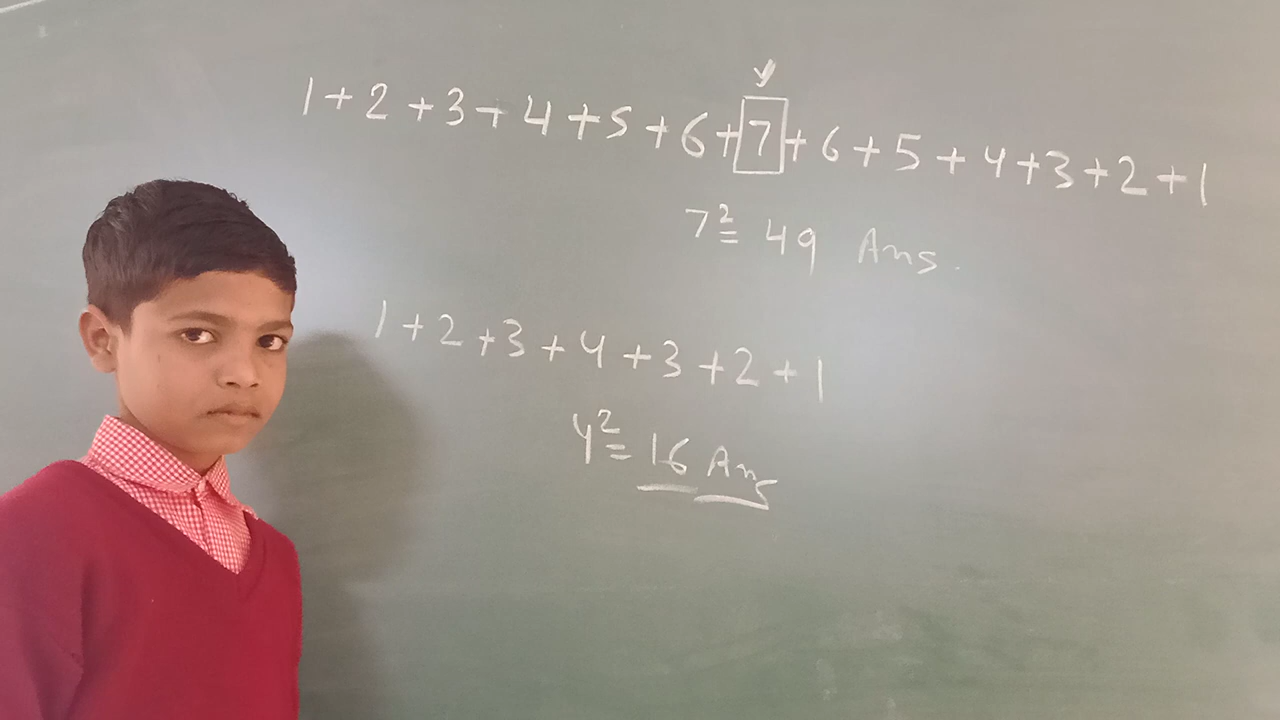 1+2+3+4+5+6+7+6+5+4+3+2+1
7²= 49 Ans.
1+2+3+4+3+2+1
4²= 16 Ans